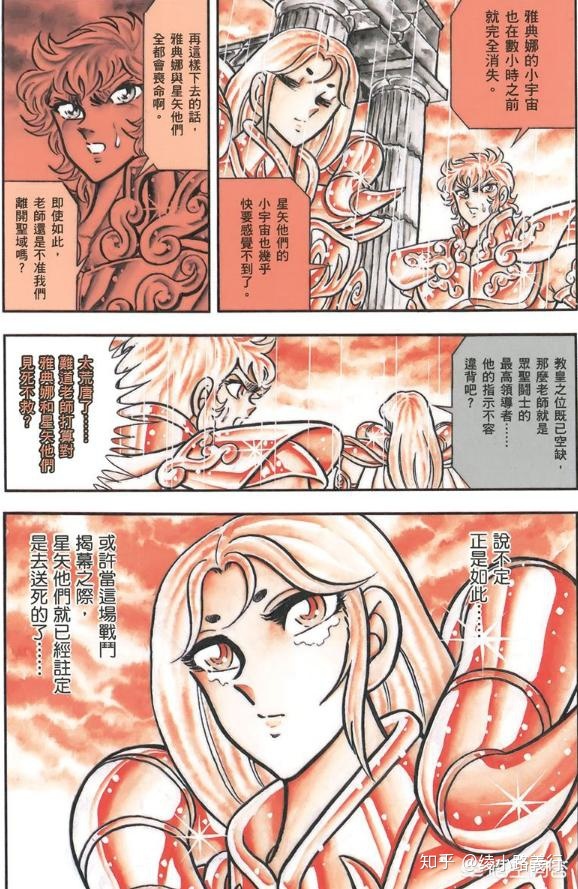 雅典娜的小宇宙
也在數小時之前
就完全消失。
星矢他們的
小宇宙也幾乎
快要感覺不到了。
再這樣下去的話，
雅典娜與星矢他們
全都會喪命啊。
即使如此，
老師還是不准我們
離開聖域嗎？
教皇之位既已空缺，
那麼老師就是
眾聖鬥士的
最高領導者……
他的指示不容
違背吧？
太荒唐了……
難道老師打算對
雅典娜和星矢他們
見死不救？
說不定
正是如此……
或許當這場戰鬥
揭幕之際，
星矢他們就已經註定
是去送死的了……
知乎 @綾小路義行